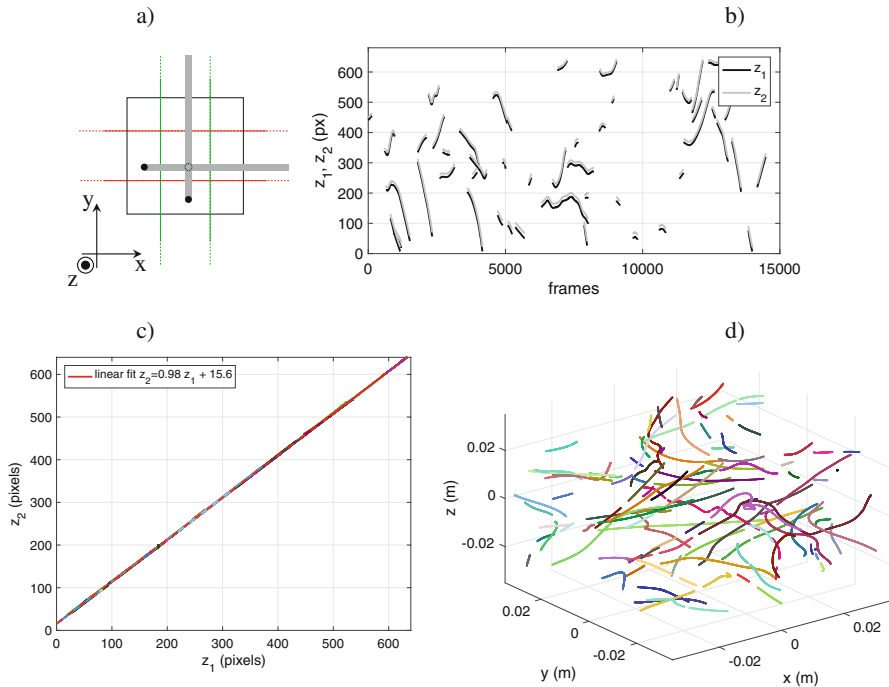 a)
b)
y
x
z
z₁, z₂ (px)
600
500
400
300
200
100
0
0
5000
10000
15000
frames
z₁
z₂
c)
d)
linear fit z₂=0.98 z₁ + 15.6
z₂ (pixels)
600
500
400
300
200
100
0
0
100
200
300
400
500
600
z₁ (pixels)
z (m)
0.02
0
-0.02
0.02
0
-0.02
y (m)
-0.02
0
0.02
x (m)